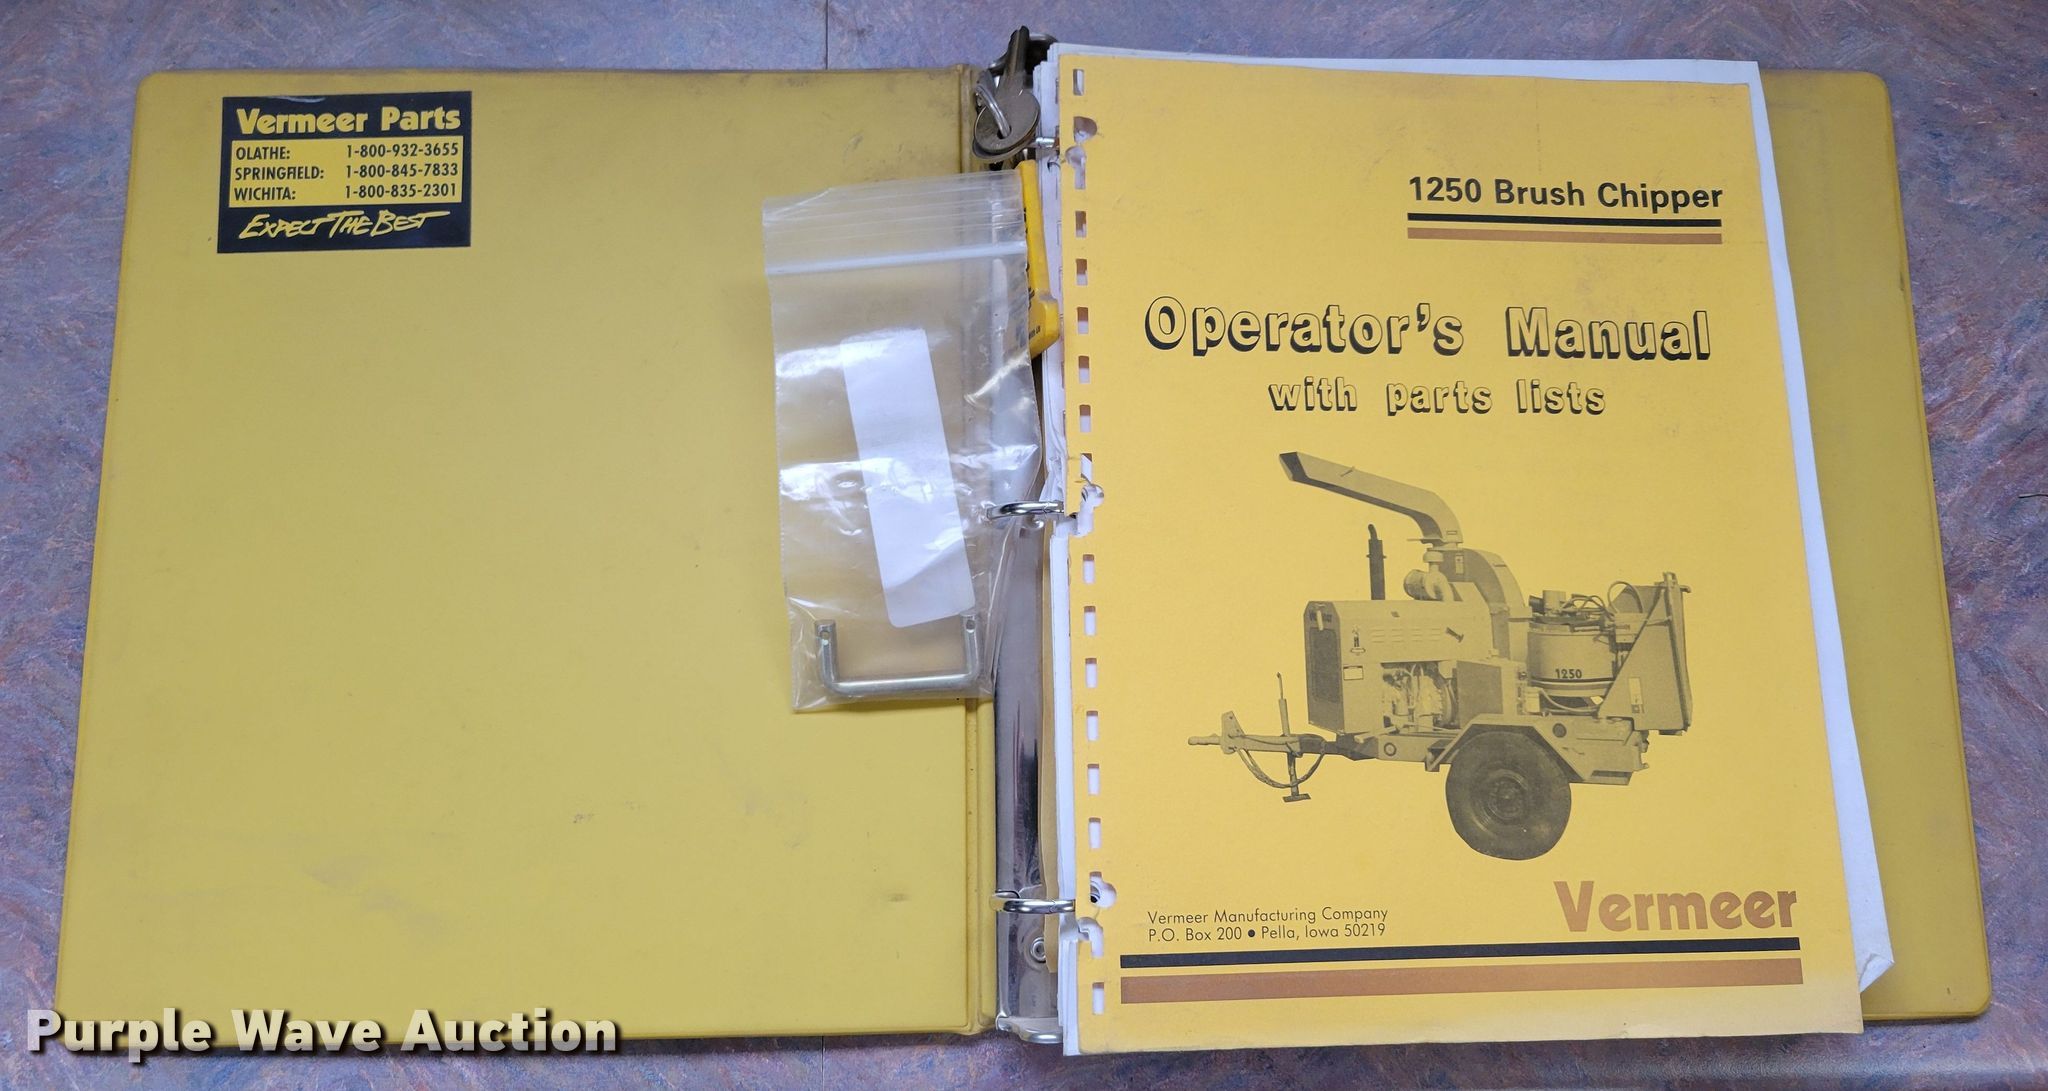 Vermeer Parts
OLATHE: 1-800-932-3655
SPRINGFIELD: 1-800-845-7833
WICHITA: 1-800-835-2301
EXPECT THE BEST
1250 Brush Chipper
Operator's Manual
with parts lists
1250
Vermeer Manufacturing Company
P.O. Box 200 • Pella, Iowa 50219
Vermeer
Purple Wave Auction